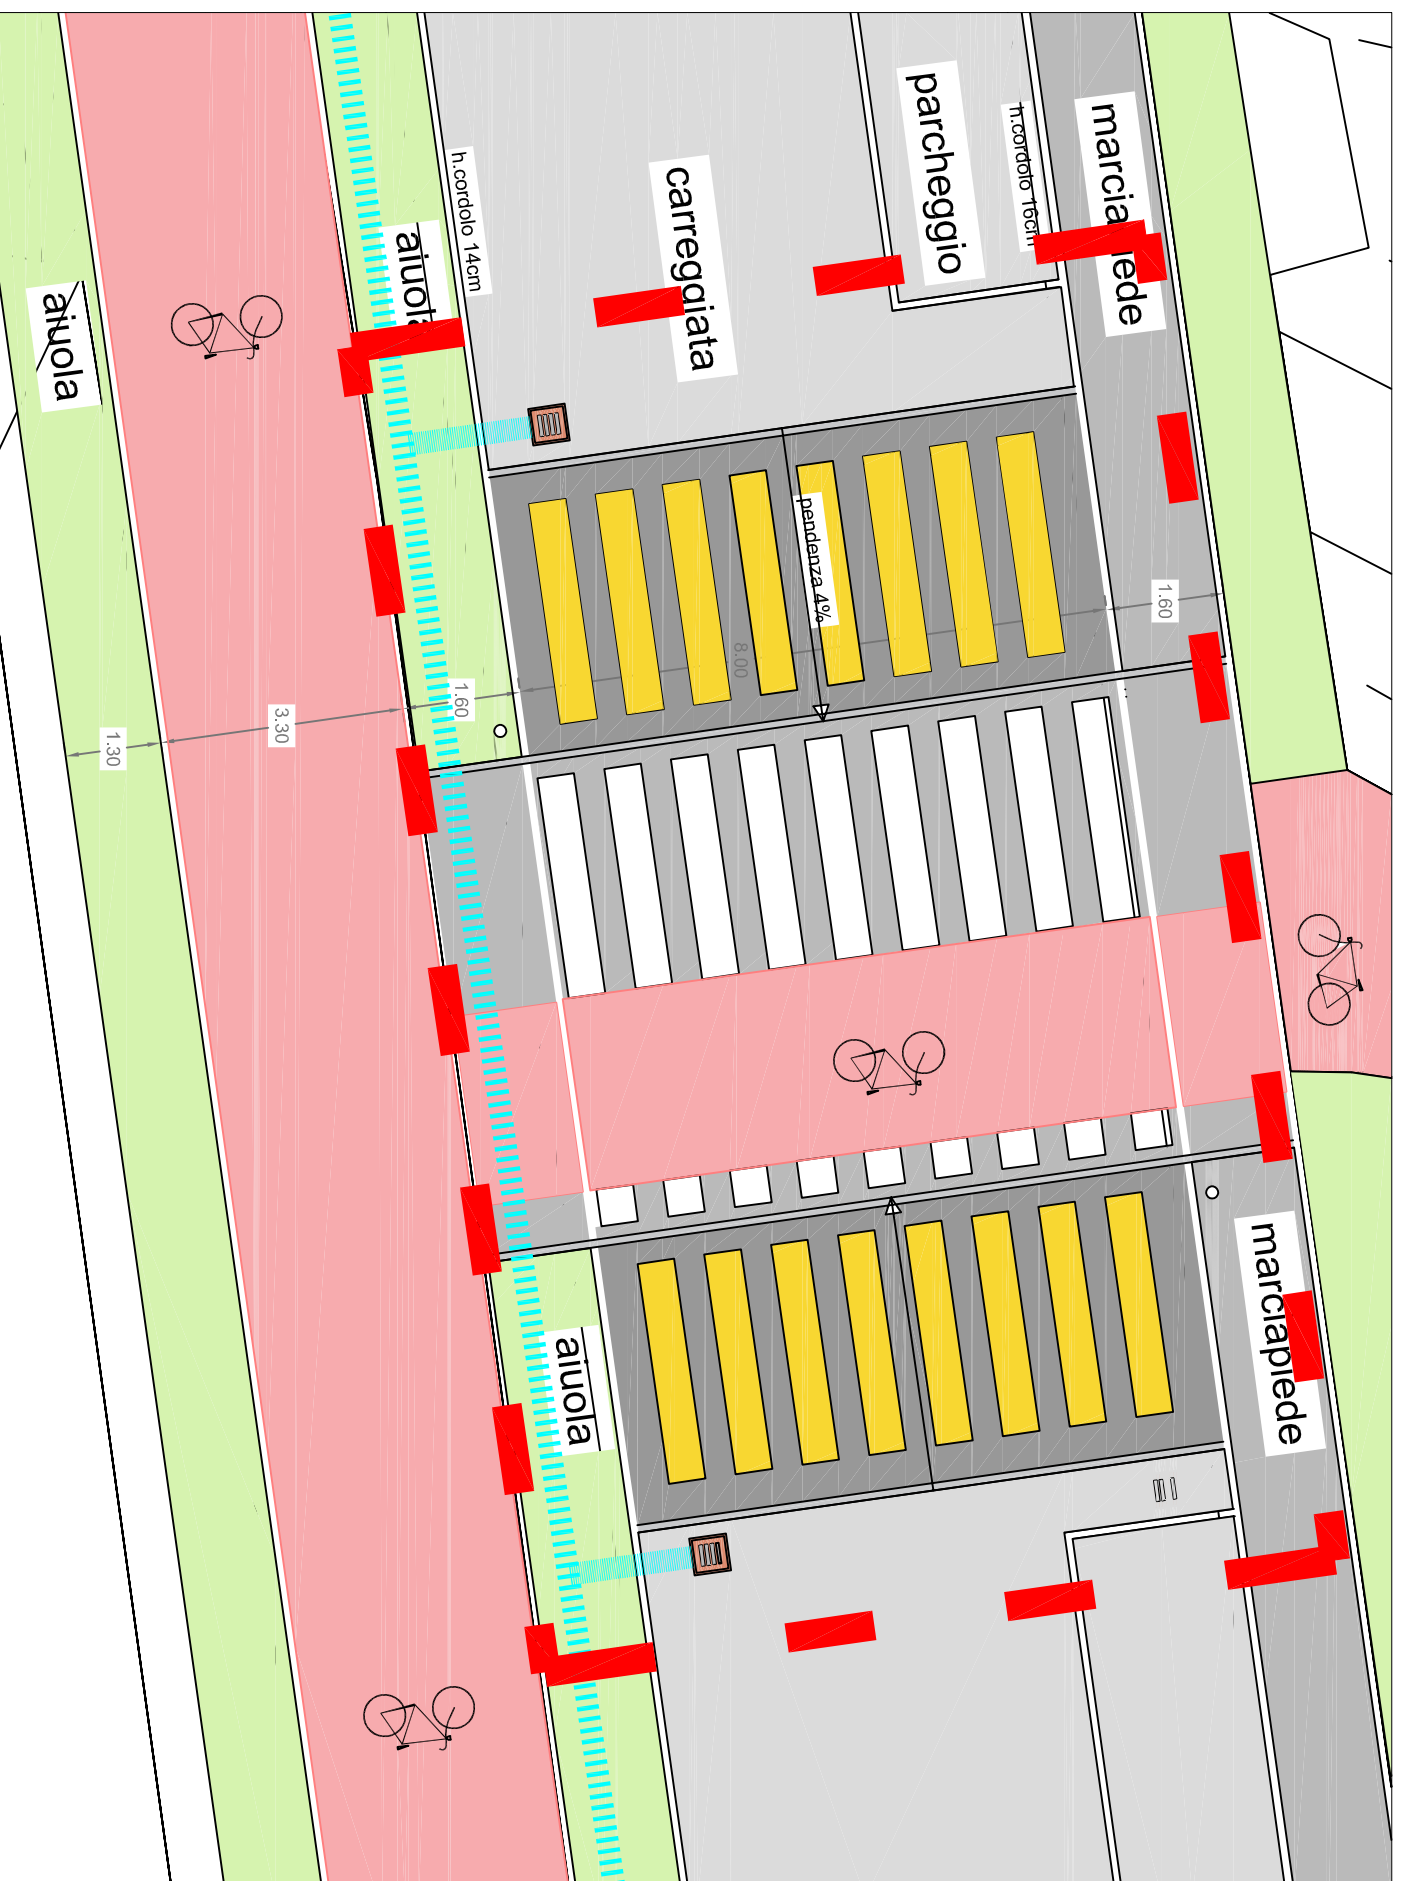 marciapiede
h.cordolo 16cm
parcheggio
carreggiata
h.cordolo 14cm
aiuola
aiuola
pendenza 4%
1.60
8.00
1.60
3.30
1.30
marciapiede
aiuola